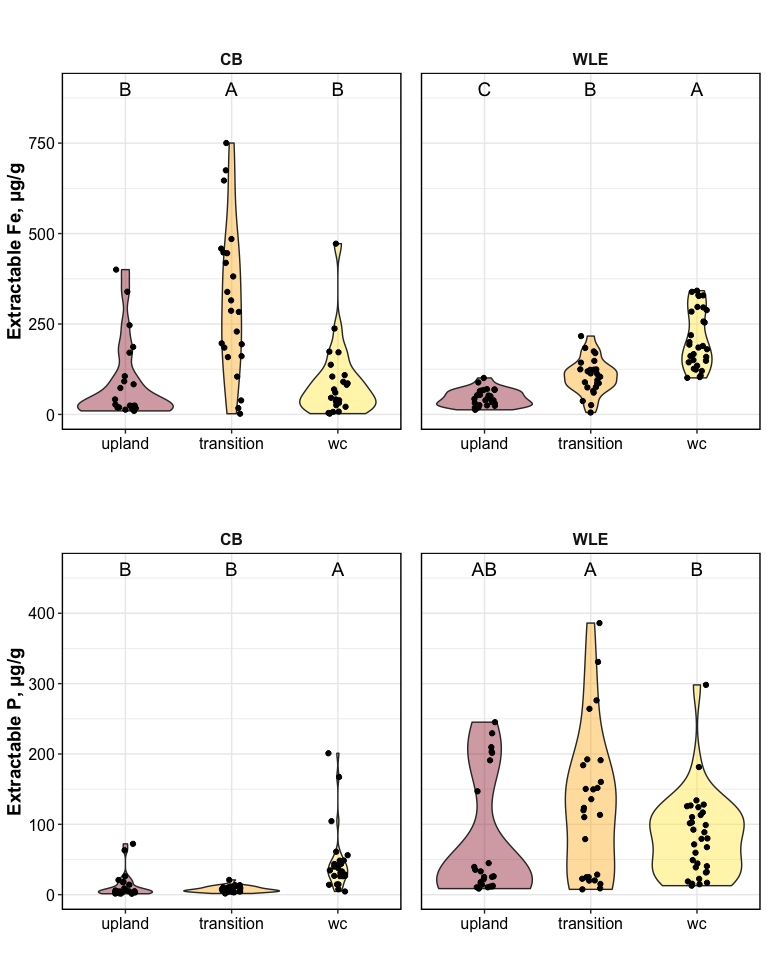 CB WLE
B A B C B A
Extractable Fe, µg/g
750
500
250
0
upland transition wc upland transition wc
CB WLE
B B A AB A B
Extractable P, µg/g
400
300
200
100
0
upland transition wc upland transition wc